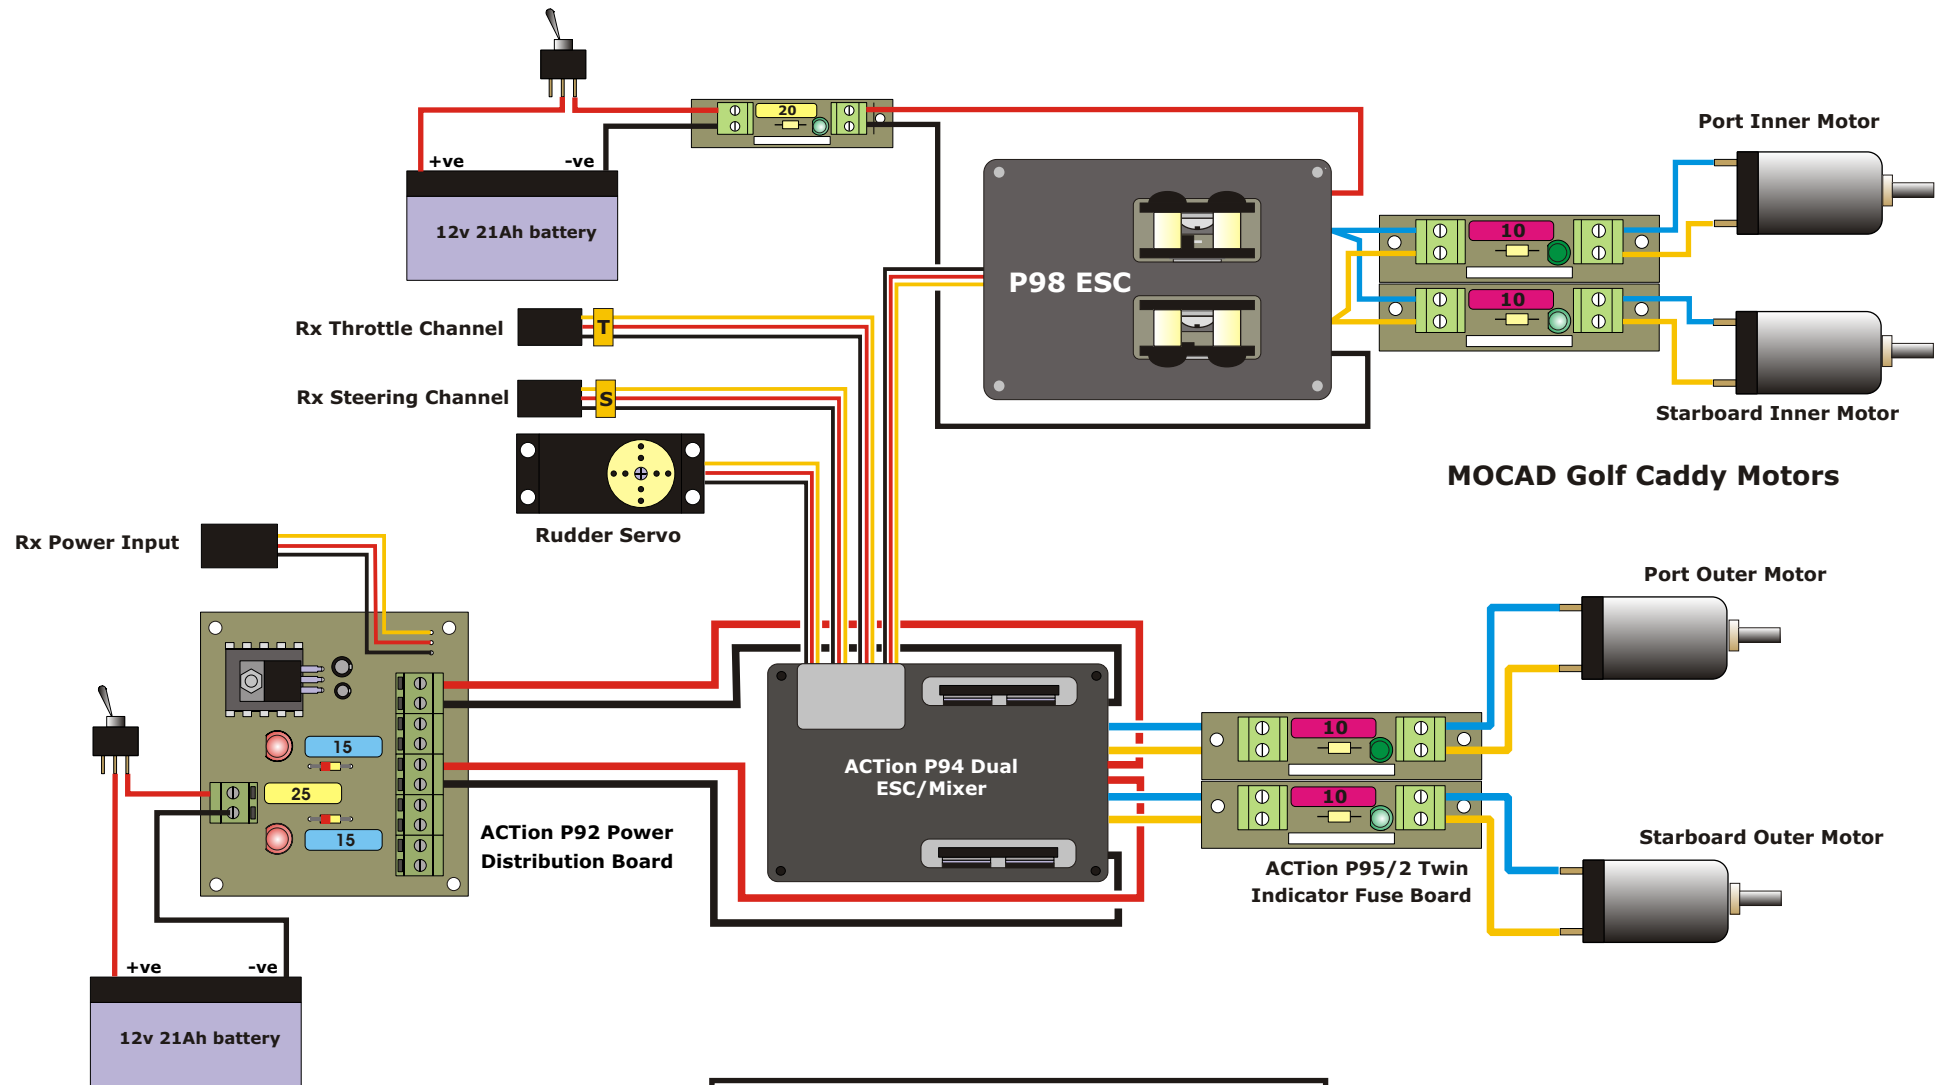 20
Port Inner Motor
+ve
-ve
12v 21Ah battery
10
P98 ESC
10
Rx Throttle Channel
T
Rx Steering Channel
S
Starboard Inner Motor
MOCAD Golf Caddy Motors
Rudder Servo
Rx Power Input
Port Outer Motor
15
10
ACTion P94 Dual
ESC/Mixer
25
10
15
ACTion P92 Power
Distribution Board
Starboard Outer Motor
ACTion P95/2 Twin
Indicator Fuse Board
+ve
-ve
12v 21Ah battery